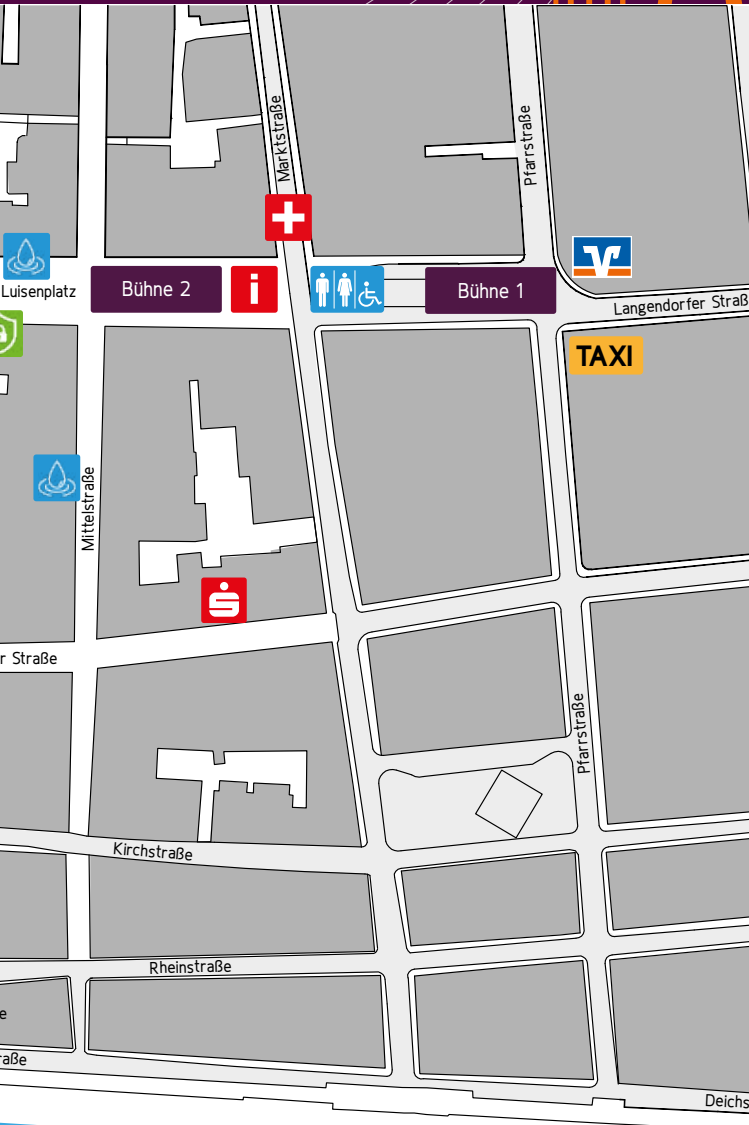 Marktstraße
Pfarrstraße
Luisenplatz
Bühne 2
i
Bühne 1
Langendorfer Straß
TAXI
Mittelstraße
r Straße
Pfarrstraße
Kirchstraße
Rheinstraße
e
raße
Deichs